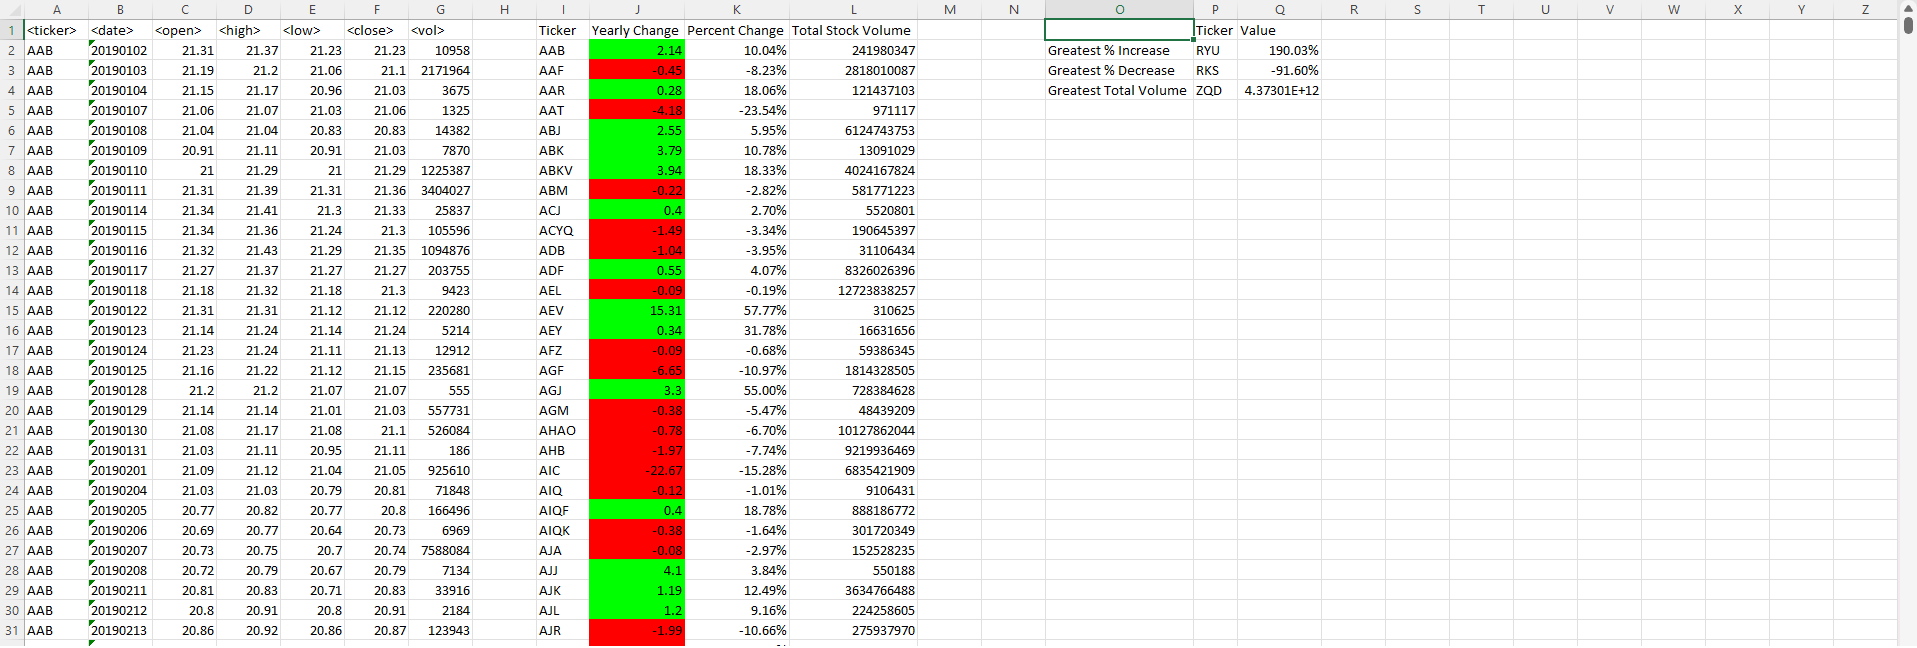 A B C D E F G H I J K L M N O P Q R S T U V W X Y Z
1 <ticker> <date> <open> <high> <low> <close> <vol> Ticker Yearly Change Percent Change Total Stock Volume Ticker Value
2 AAB 20190102 21.31 21.37 21.23 21.23 10958 AAB 2.14 10.04% 241980347 Greatest % Increase RYU 190.03%
3 AAB 20190103 21.19 21.2 21.06 21.1 2171964 AAF -0.45 -8.23% 2818010087 Greatest % Decrease RKS -91.60%
4 AAB 20190104 21.15 21.17 20.96 21.03 3675 AAR 0.28 18.06% 121437103 Greatest Total Volume ZQD 4.37301E+12
5 AAB 20190107 21.06 21.07 21.03 21.06 1325 AAT -4.18 -23.54% 971117
6 AAB 20190108 21.04 21.04 20.83 20.83 14382 ABJ 2.55 5.95% 6124743753
7 AAB 20190109 20.91 21.11 20.91 21.03 7870 ABK 3.79 10.78% 13091029
8 AAB 20190110 21 21.29 21 21.29 1225387 ABKV 3.94 18.33% 4024167824
9 AAB 20190111 21.31 21.39 21.31 21.36 3404027 ABM -0.22 -2.82% 581771223
10 AAB 20190114 21.34 21.41 21.3 21.33 25837 ACJ 0.4 2.70% 5520801
11 AAB 20190115 21.34 21.36 21.24 21.3 105596 ACYQ -1.49 -3.34% 190645397
12 AAB 20190116 21.32 21.43 21.29 21.35 1094876 ADB -1.04 -3.95% 31106434
13 AAB 20190117 21.27 21.37 21.27 21.27 203755 ADF 0.55 4.07% 8326026396
14 AAB 20190118 21.18 21.32 21.18 21.3 9423 AEL -0.09 -0.19% 12723838257
15 AAB 20190122 21.31 21.31 21.12 21.12 220280 AEV 15.31 57.77% 310625
16 AAB 20190123 21.14 21.24 21.14 21.24 5214 AEY 0.34 31.78% 16631656
17 AAB 20190124 21.23 21.24 21.11 21.13 12912 AFZ -0.09 -0.68% 59386345
18 AAB 20190125 21.16 21.22 21.12 21.15 235681 AGF -6.65 -10.97% 1814328505
19 AAB 20190128 21.2 21.2 21.07 21.07 555 AGJ 3.3 55.00% 728384628
20 AAB 20190129 21.14 21.14 21.01 21.03 557731 AGM -0.38 -5.47% 48439209
21 AAB 20190130 21.08 21.17 21.08 21.1 526084 AHAO -0.78 -6.70% 10127862044
22 AAB 20190131 21.03 21.11 20.95 21.11 186 AHB -1.97 -7.74% 9219936469
23 AAB 20190201 21.09 21.12 21.04 21.05 925610 AIC -22.67 -15.28% 6835421909
24 AAB 20190204 21.03 21.03 20.79 20.81 71848 AIQ -0.12 -1.01% 9106431
25 AAB 20190205 20.77 20.82 20.77 20.8 166496 AIQF 0.4 18.78% 888186772
26 AAB 20190206 20.69 20.77 20.64 20.73 6969 AIQK -0.38 -1.64% 301720349
27 AAB 20190207 20.73 20.75 20.7 20.74 7588084 AJA -0.08 -2.97% 152528235
28 AAB 20190208 20.72 20.79 20.67 20.79 7134 AJJ 4.1 3.84% 550188
29 AAB 20190211 20.81 20.83 20.71 20.83 33916 AJK 1.19 12.49% 3634766488
30 AAB 20190212 20.8 20.91 20.8 20.91 2184 AJL 1.2 9.16% 224258605
31 AAB 20190213 20.86 20.92 20.86 20.87 123943 AJR -1.99 -10.66% 275937970